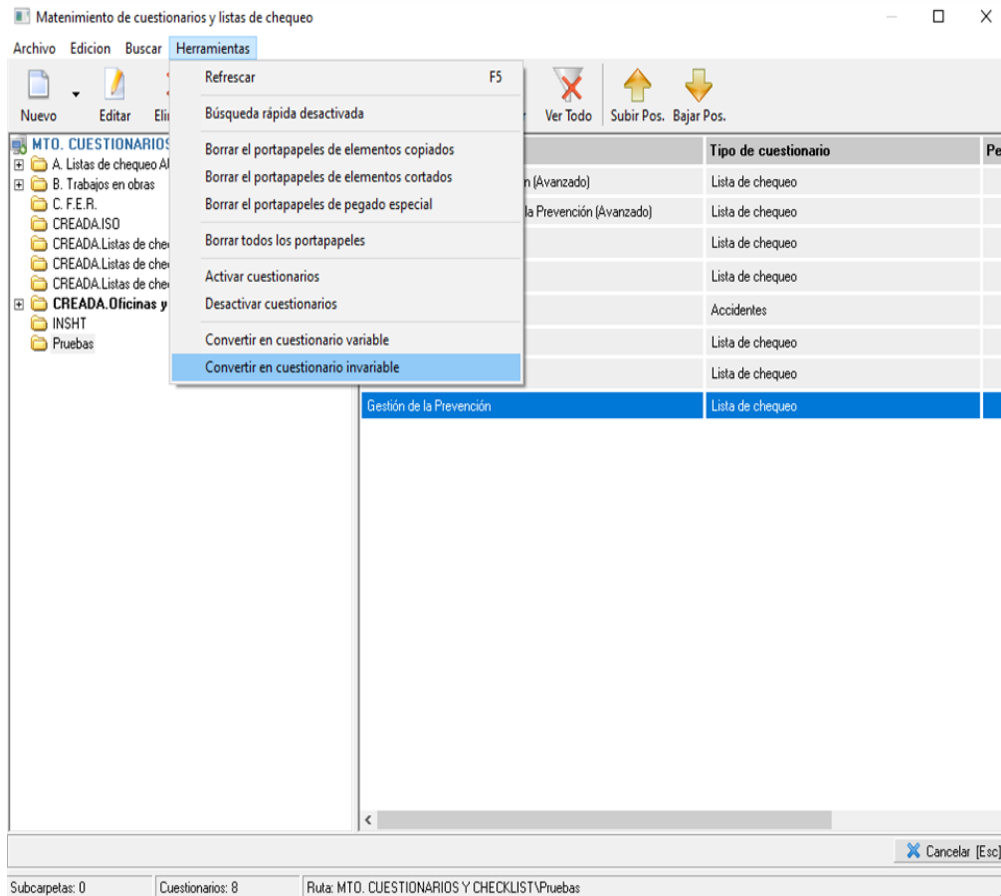 Matenimiento de cuestionarios y listas de chequeo
Archivo Edicion Buscar Herramientas
Nuevo Editar Ver Todo Subir Pos. Bajar Pos.
Refrescar F5
Búsqueda rápida desactivada
Borrar el portapapeles de elementos copiados
Borrar el portapapeles de elementos cortados
Borrar el portapapeles de pegado especial
Borrar todos los portapapeles
Activar cuestionarios
Desactivar cuestionarios
Convertir en cuestionario variable
Convertir en cuestionario invariable
MTO. CUESTIONARIOS
A. Listas de chequeo
B. Trabajos en obras
C. F.E.R.
CREADA.ISO
CREADA.Listas de
CREADA.Listas de
CREADA.Listas de
CREADA.Oficinas y
INSHT
Pruebas
Tipo de cuestionario
(Avanzado) Lista de chequeo
la Prevención (Avanzado) Lista de chequeo
Lista de chequeo
Lista de chequeo
Accidentes
Lista de chequeo
Lista de chequeo
Gestión de la Prevención Lista de chequeo
Cancelar [Esc]
Subcarpetas: 0 Cuestionarios: 8 Ruta: MTO. CUESTIONARIOS Y CHECKLIST\Pruebas